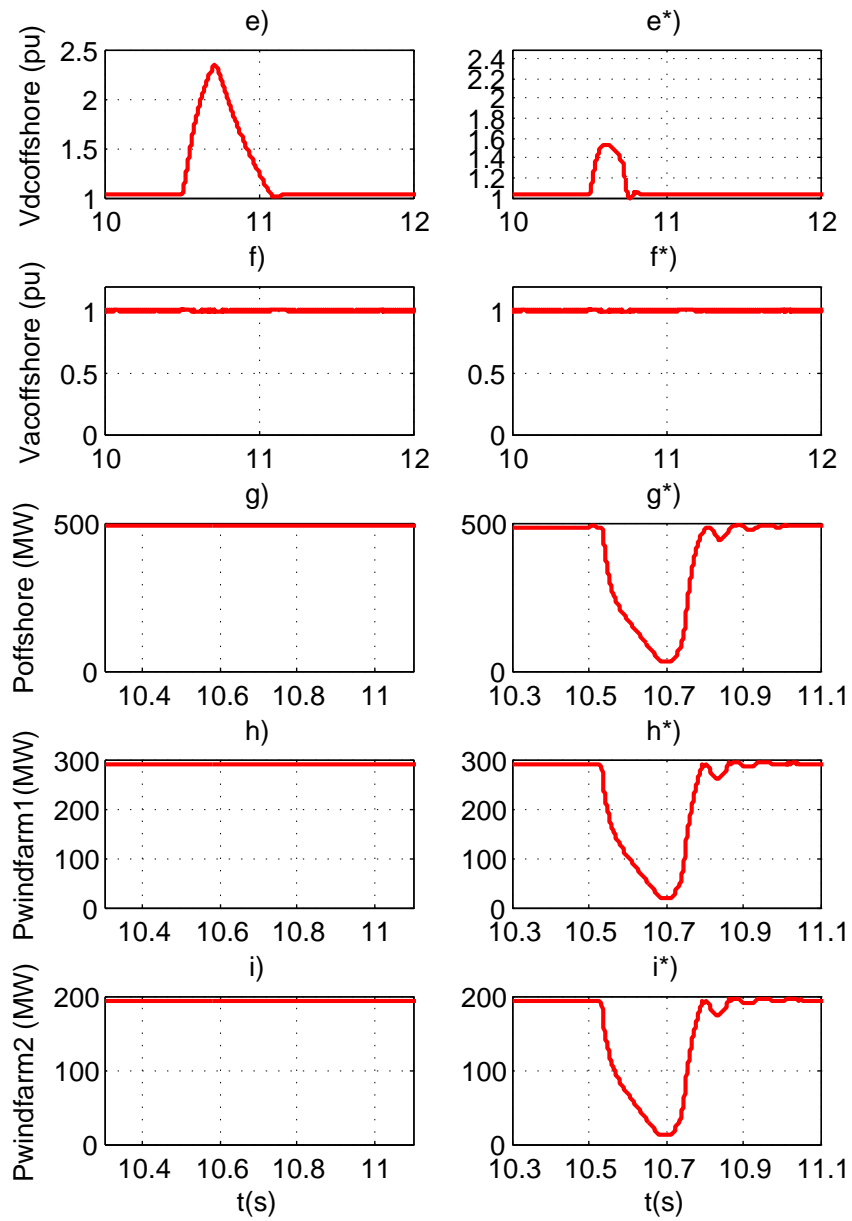 e) e*)
Vdcoffshore (pu)
2.5
2
1.5
1
10 11 12
2.4
2.2
2
1.8
1.6
1.4
1.2
1
10 11 12
f) f*)
Vacoffshore (pu)
1
0.5
0
10 11 12
1
0.5
0
10 11 12
g) g*)
Poffshore (MW)
500
0
10.4 10.6 10.8 11
500
0
10.3 10.5 10.7 10.9 11.1
h) h*)
Pwindfarm1(MW)
300
200
100
0
10.4 10.6 10.8 11
300
200
100
0
10.3 10.5 10.7 10.9 11.1
i) i*)
Pwindfarm2 (MW)
200
100
0
10.4 10.6 10.8 11
t(s)
200
100
0
10.3 10.5 10.7 10.9 11.1
t(s)